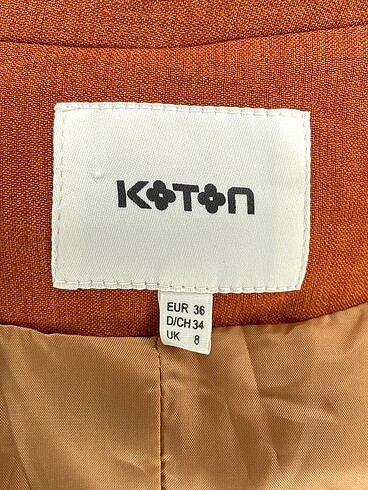 KOTON
EUR 36
D/CH 34
UK 8